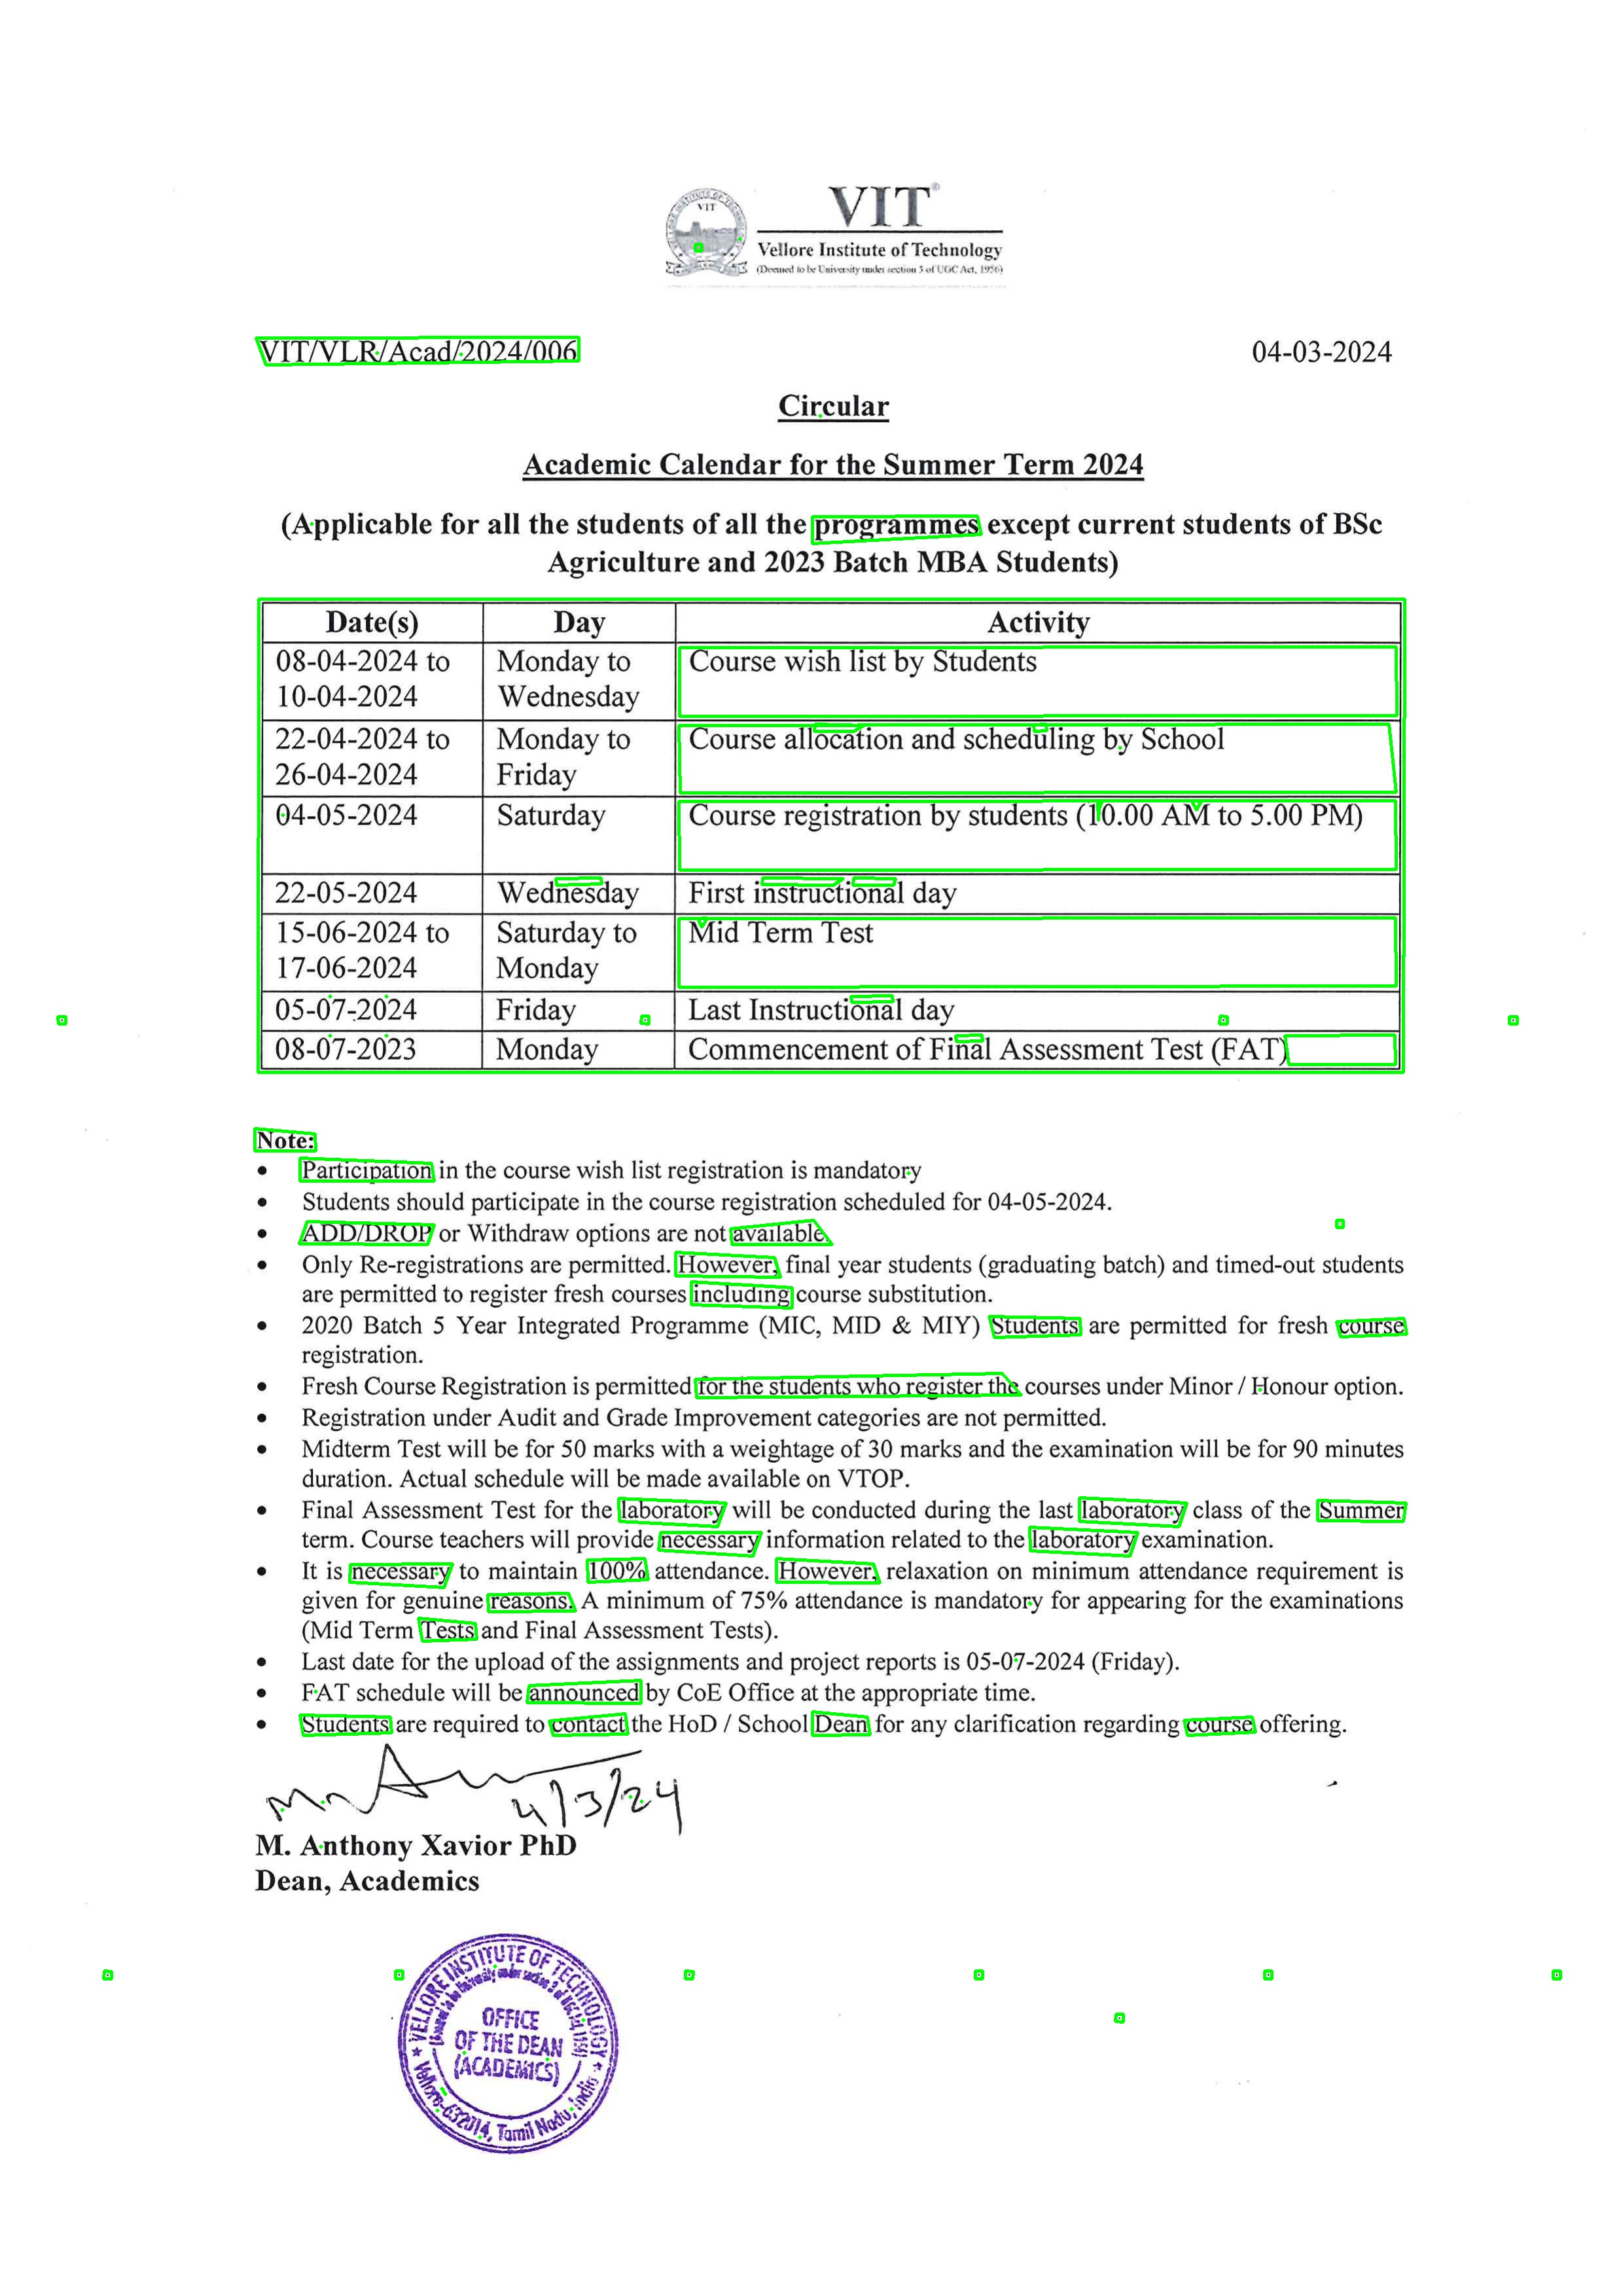 VIT
VIT®
Vellore Institute of Technology
(Deemed to be University under section 3 of UGC Act, 1956)
VIT/VLR/Acad/2024/006 04-03-2024
Circular
Academic Calendar for the Summer Term 2024
(Applicable for all the students of all the programmes except current students of BSc
Agriculture and 2023 Batch MBA Students)
Date(s) Day Activity
08-04-2024 to Monday to Course wish list by Students
10-04-2024 Wednesday
22-04-2024 to Monday to Course allocation and scheduling by School
26-04-2024 Friday
04-05-2024 Saturday Course registration by students (10.00 AM to 5.00 PM)
22-05-2024 Wednesday First instructional day
15-06-2024 to Saturday to Mid Term Test
17-06-2024 Monday
05-07-2024 Friday Last Instructional day
08-07-2023 Monday Commencement of Final Assessment Test (FAT)
Note:
• Participation in the course wish list registration is mandatory
• Students should participate in the course registration scheduled for 04-05-2024.
• ADD/DROP or Withdraw options are not available.
• Only Re-registrations are permitted. However, final year students (graduating batch) and timed-out students
are permitted to register fresh courses including course substitution.
• 2020 Batch 5 Year Integrated Programme (MIC, MID & MIY) Students are permitted for fresh course
registration.
• Fresh Course Registration is permitted for the students who register the courses under Minor / Honour option.
• Registration under Audit and Grade Improvement categories are not permitted.
• Midterm Test will be for 50 marks with a weightage of 30 marks and the examination will be for 90 minutes
duration. Actual schedule will be made available on VTOP.
• Final Assessment Test for the laboratory will be conducted during the last laboratory class of the Summer
term. Course teachers will provide necessary information related to the laboratory examination.
• It is necessary to maintain 100% attendance. However, relaxation on minimum attendance requirement is
given for genuine reasons. A minimum of 75% attendance is mandatory for appearing for the examinations
(Mid Term Tests and Final Assessment Tests).
• Last date for the upload of the assignments and project reports is 05-07-2024 (Friday).
• FAT schedule will be announced by CoE Office at the appropriate time.
• Students are required to contact the HoD / School Dean for any clarification regarding course offering.
4/3/24
M. Anthony Xavior PhD
Dean, Academics
VELLORE INSTITUTE OF TECHNOLOGY
OFFICE
OF THE DEAN
(ACADEMICS)
Vellore-632014, Tamil Nadu, India